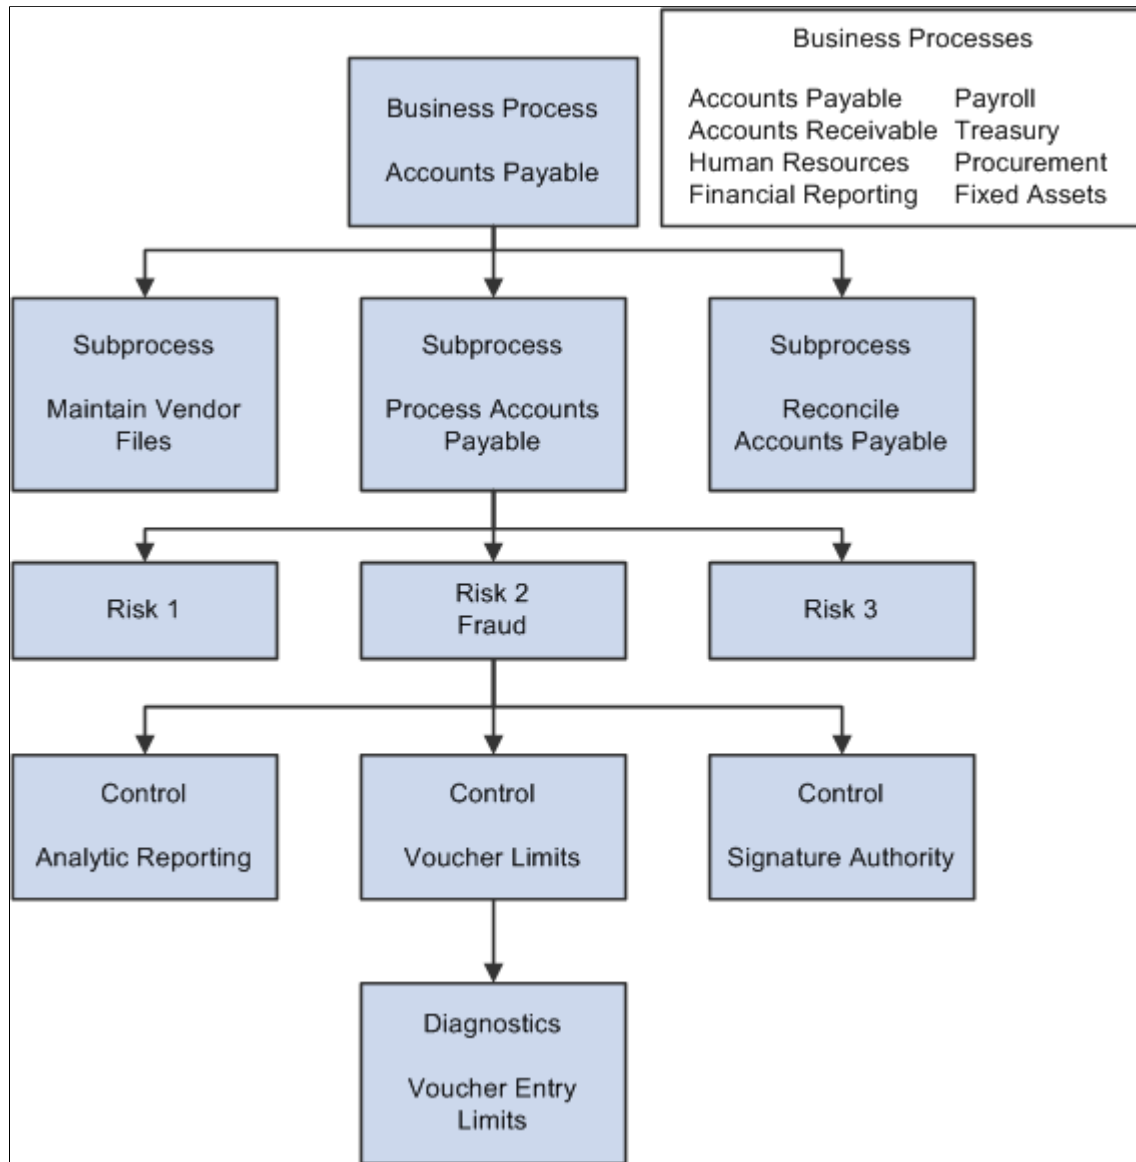 Business Processes
Accounts Payable Payroll
Accounts Receivable Treasury
Human Resources Procurement
Financial Reporting Fixed Assets
Business Process
Accounts Payable
Subprocess
Maintain Vendor
Files
Subprocess
Process Accounts
Payable
Subprocess
Reconcile
Accounts Payable
Risk 1
Risk 2
Fraud
Risk 3
Control
Analytic Reporting
Control
Voucher Limits
Control
Signature Authority
Diagnostics
Voucher Entry
Limits